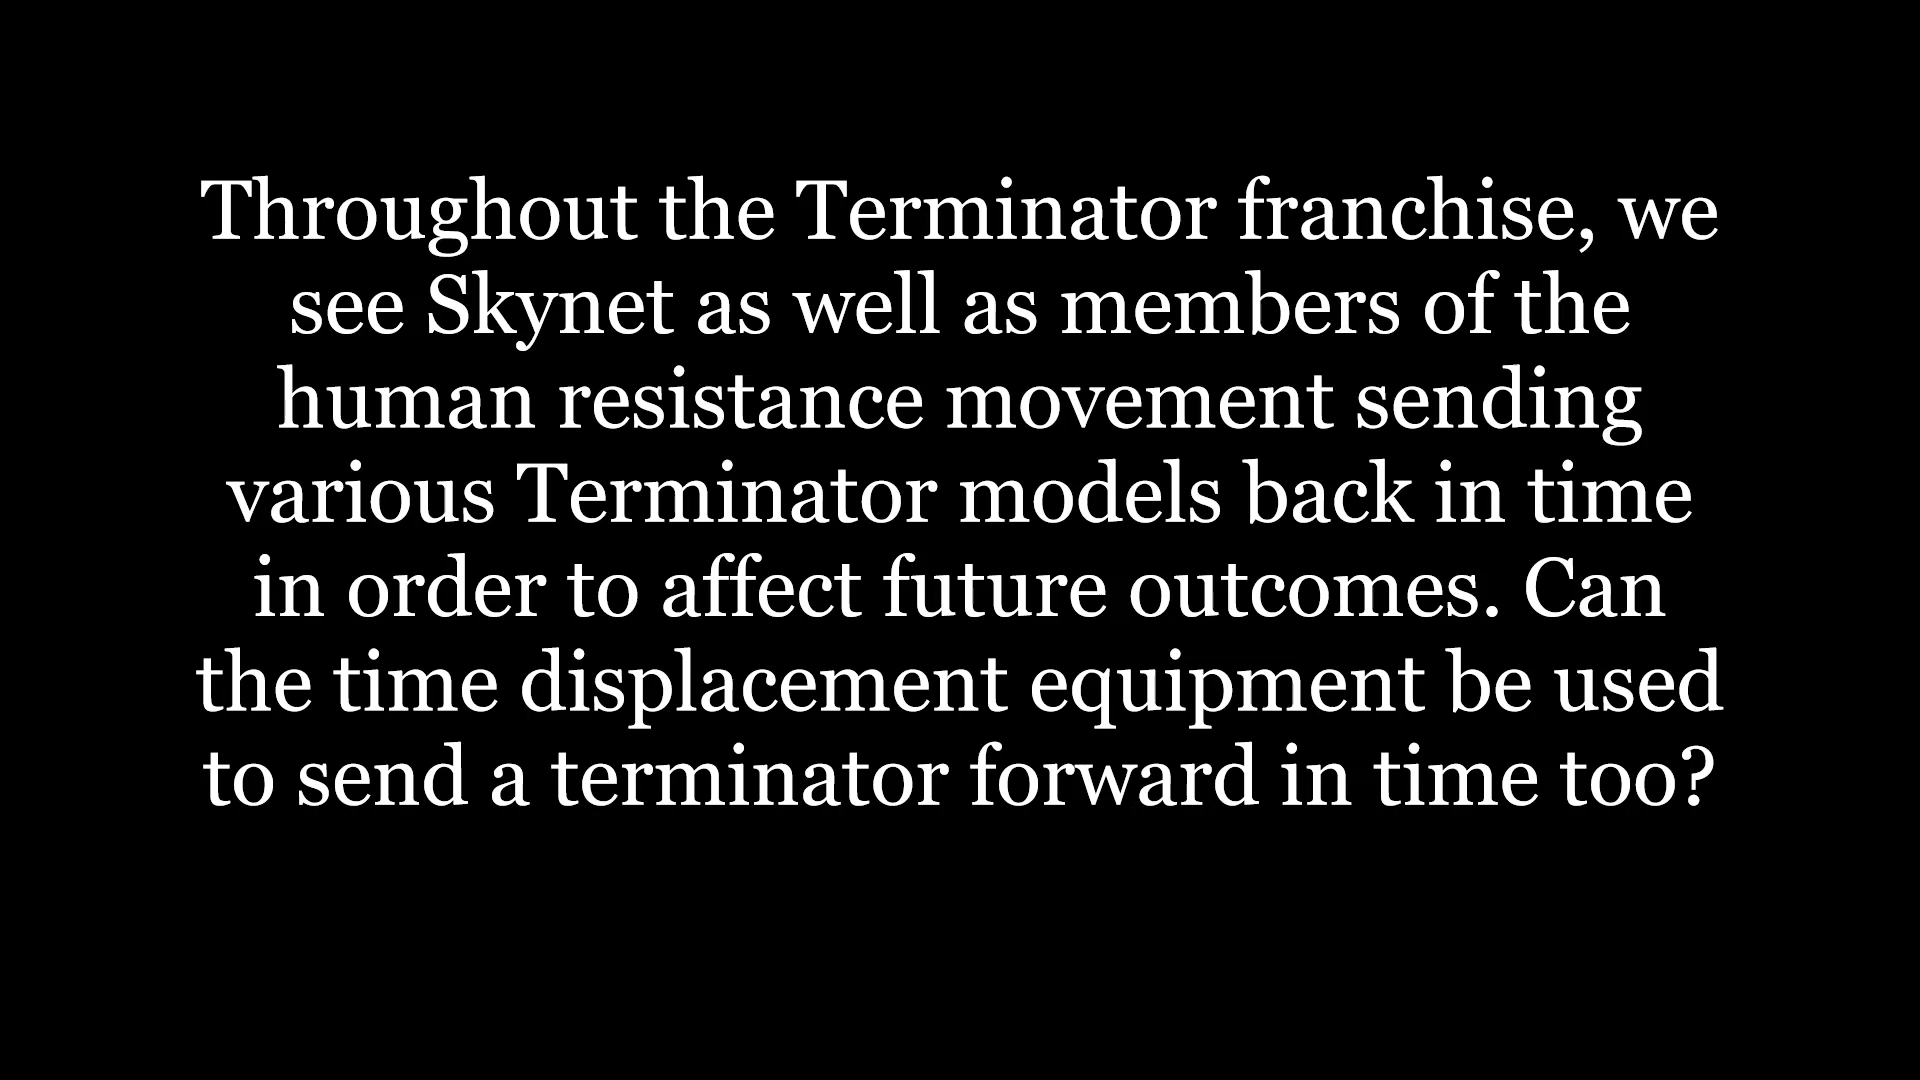 Throughout the Terminator franchise, we
see Skynet as well as members of the
human resistance movement sending
various Terminator models back in time
in order to affect future outcomes. Can
the time displacement equipment be used
to send a terminator forward in time too?